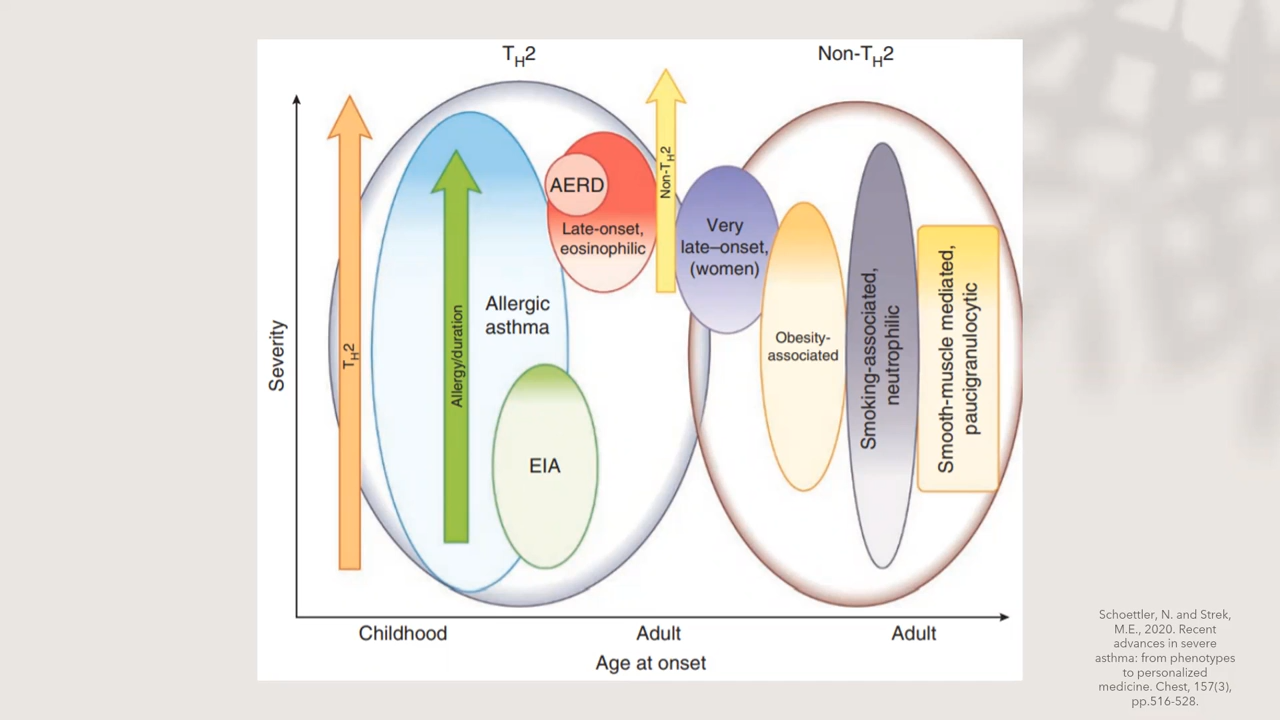 TH2
Non-TH2
Severity
TH2
Allergy/duration
Allergic
asthma
EIA
AERD
Late-onset,
eosinophilic
Non-TH2
Very
late–onset,
(women)
Obesity-
associated
Smoking-associated,
neutrophilic
Smooth-muscle mediated,
paucigranulocytic
Childhood
Adult
Adult
Age at onset
Schoettler, N. and Strek,
M.E., 2020. Recent
advances in severe
asthma: from phenotypes
to personalized
medicine. Chest, 157(3),
pp.516-528.